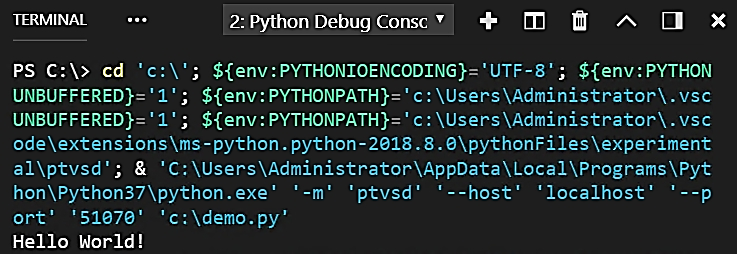 TERMINAL ••• 2: Python Debug Consc
PS C:\> cd 'c:\'; ${env:PYTHONIOENCODING}='UTF-8'; ${env:PYTHON
UNBUFFERED}='1'; ${env:PYTHONPATH}='c:\Users\Administrator\.vsc
UNBUFFERED}='1'; ${env:PYTHONPATH}='c:\Users\Administrator\.vsc
ode\extensions\ms-python.python-2018.8.0\pythonFiles\experiment
al\ptvsd'; & 'C:\Users\Administrator\AppData\Local\Programs\Pyt
hon\Python37\python.exe' '-m' 'ptvsd' '--host' 'localhost' '--p
ort' '51070' 'c:\demo.py'
Hello World!